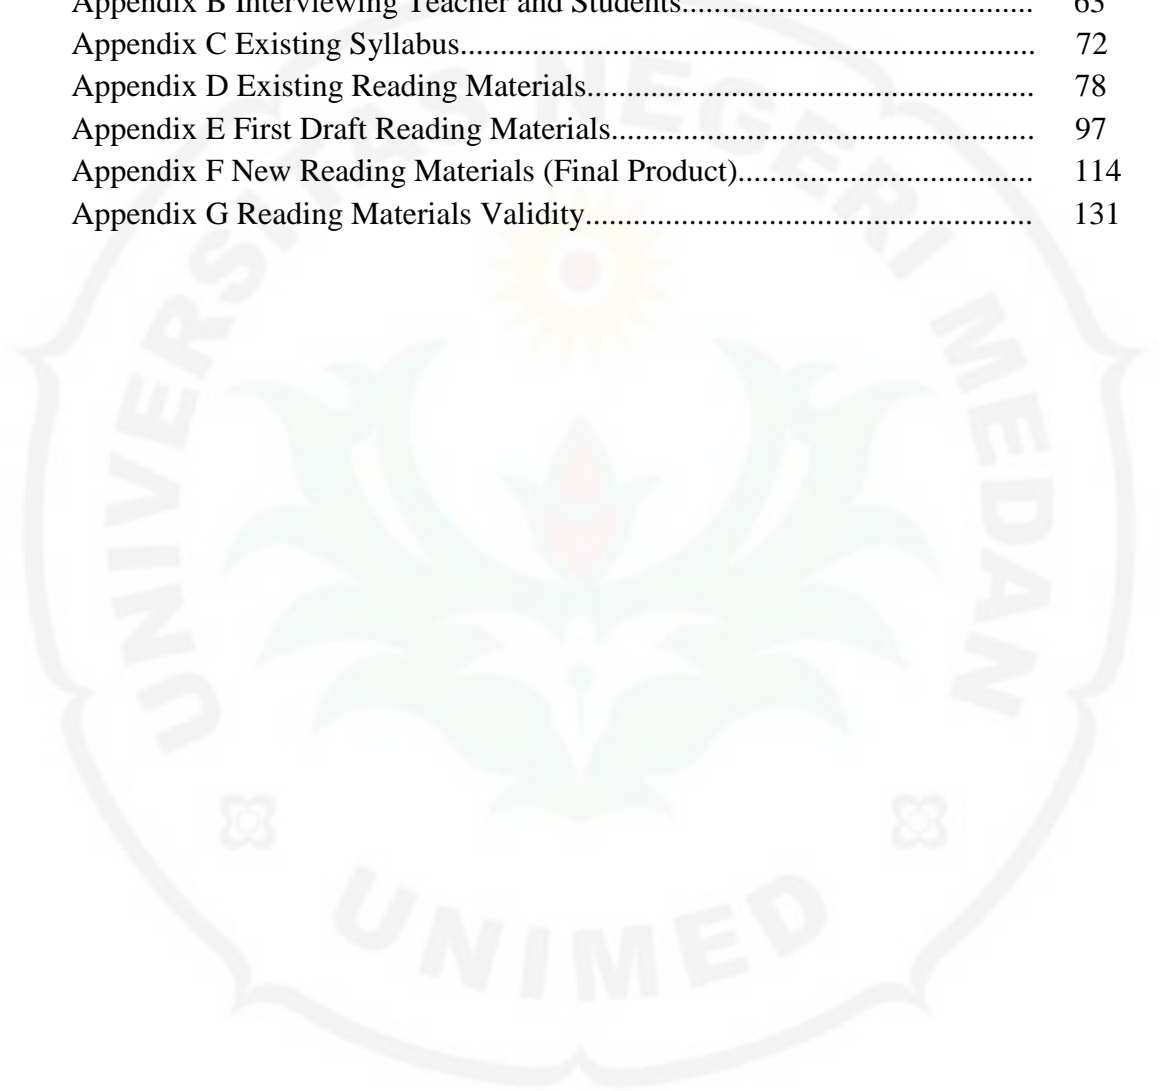 Appendix B Interviewing Teacher and Students............................................ 63
Appendix C Existing Syllabus........................................................................ 72
Appendix D Existing Reading Materials........................................................ 78
Appendix E First Draft Reading Materials..................................................... 97
Appendix F New Reading Materials (Final Product)..................................... 114
Appendix G Reading Materials Validity........................................................ 131
UNIVERSITAS NEGERI MEDAN
UNIMED